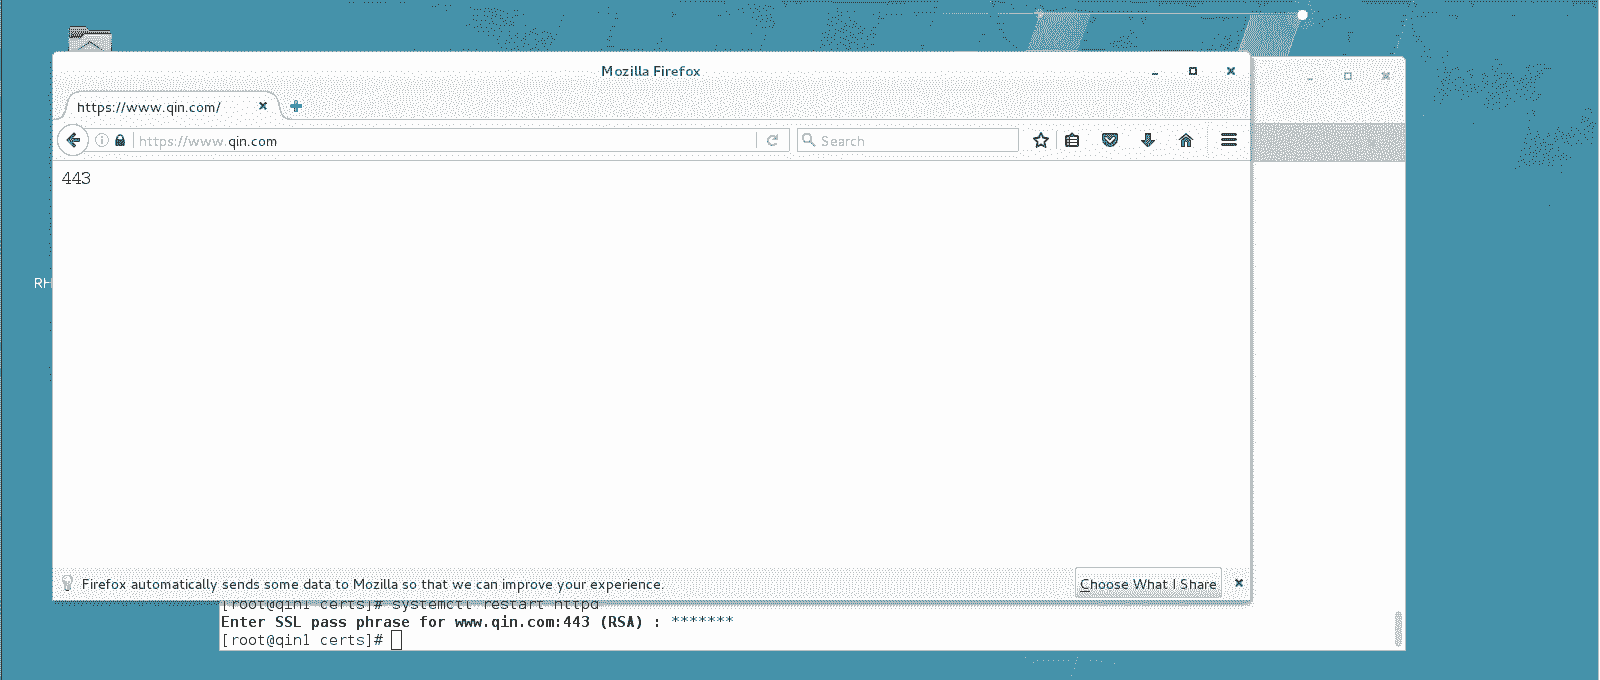 Mozilla Firefox
https://www.qin.com/
https://www.qin.com
Search
443
RH
Firefox automatically sends some data to Mozilla so that we can improve your experience.
Choose What I Share
[root@qin1 certs]# systemctl restart httpd
Enter SSL pass phrase for www.qin.com:443 (RSA) : *******
[root@qin1 certs]#